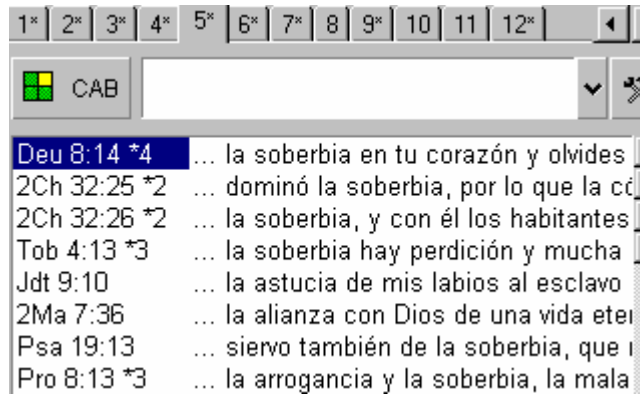 1* 2* 3* 4* 5* 6* 7* 8 9* 10 11 12*
CAB
Deu 8:14 *4 ... la soberbia en tu corazón y olvides
2Ch 32:25 *2 ... dominó la soberbia, por lo que la
2Ch 32:26 *2 ... la soberbia, y con él los habitantes
Tob 4:13 *3 ... la soberbia hay perdición y mucha
Jdt 9:10 ... la astucia de mis labios al esclavo
2Ma 7:36 ... la alianza con Dios de una vida
Psa 19:13 ... siervo también de la soberbia, que
Pro 8:13 *3 ... la arrogancia y la soberbia, la mala